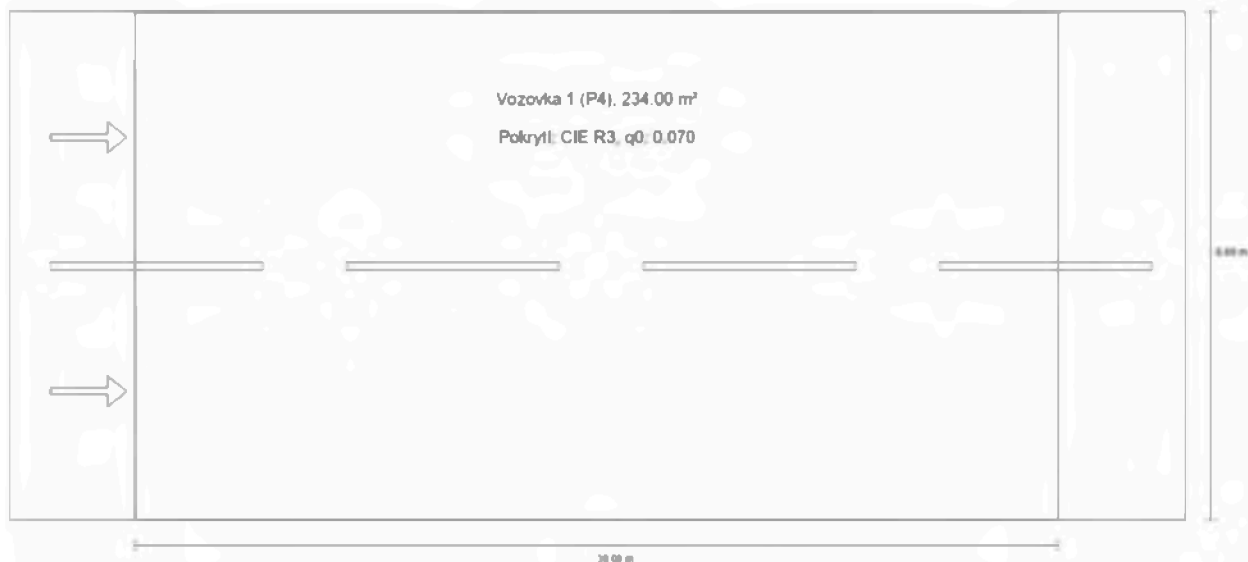 Vozovka 1 (P4), 234.00 m²
Pokrytí: CIE R3, q0: 0.070